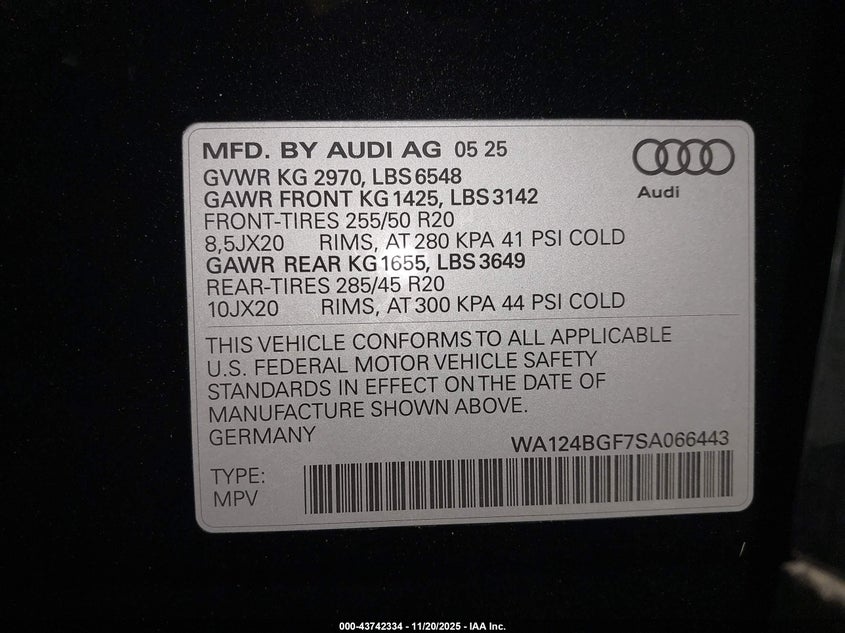 MFD. BY AUDI AG 05 25
GVWR KG 2970, LBS 6548
GAWR FRONT KG 1425, LBS 3142
FRONT-TIRES 255/50 R20
8,5JX20 RIMS, AT 280 KPA 41 PSI COLD
GAWR REAR KG 1655, LBS 3649
REAR-TIRES 285/45 R20
10JX20 RIMS, AT 300 KPA 44 PSI COLD
Audi
THIS VEHICLE CONFORMS TO ALL APPLICABLE
U.S. FEDERAL MOTOR VEHICLE SAFETY
STANDARDS IN EFFECT ON THE DATE OF
MANUFACTURE SHOWN ABOVE.
GERMANY
WA124BGF7SA066443
TYPE:
MPV
000-43742334 - 11/20/2025 - IAA Inc.